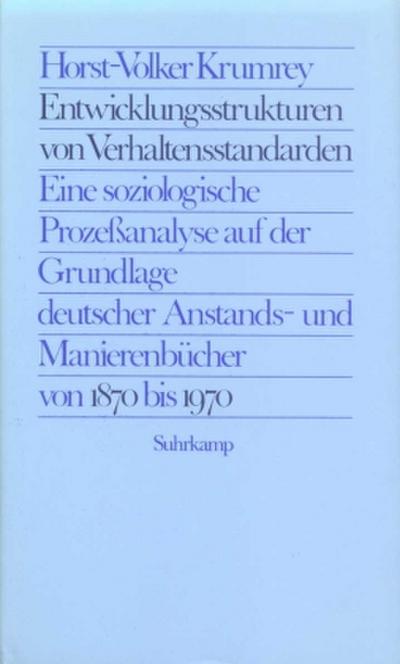 Horst-Volker Krumrey
Entwicklungsstrukturen
von Verhaltensstandarden
Eine soziologische
Prozeßanalyse auf der
Grundlage
deutscher Anstands- und
Manierenbücher
von 1870 bis 1970
Suhrkamp